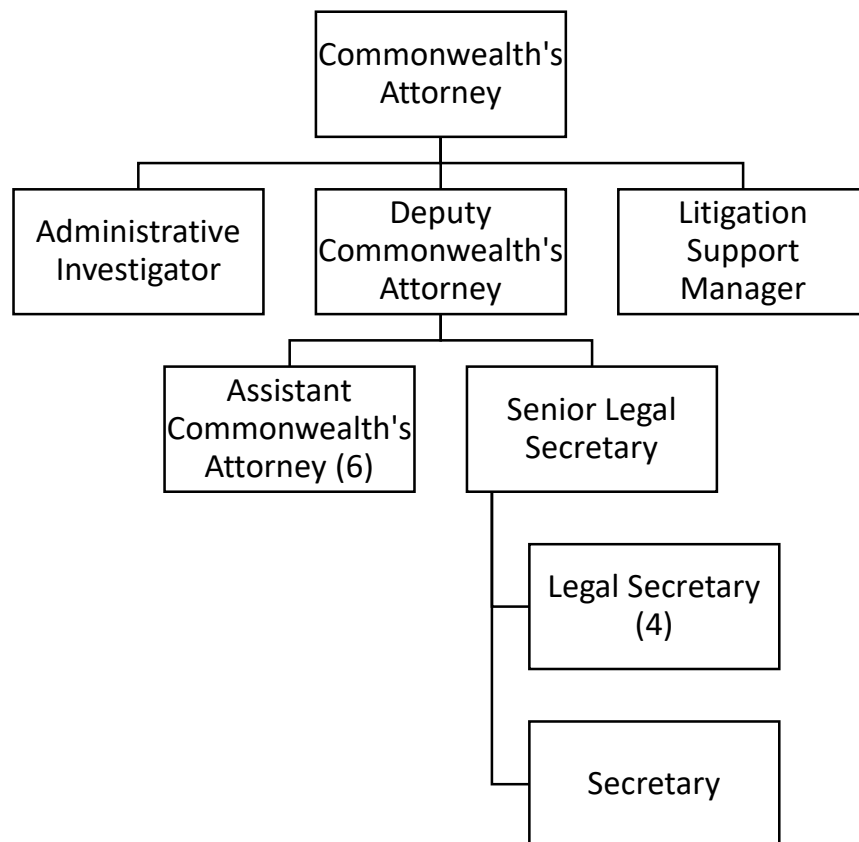 Commonwealth's
Attorney
Administrative
Investigator
Deputy
Commonwealth's
Attorney
Litigation
Support
Manager
Assistant
Commonwealth's
Attorney (6)
Senior Legal
Secretary
Legal Secretary
(4)
Secretary